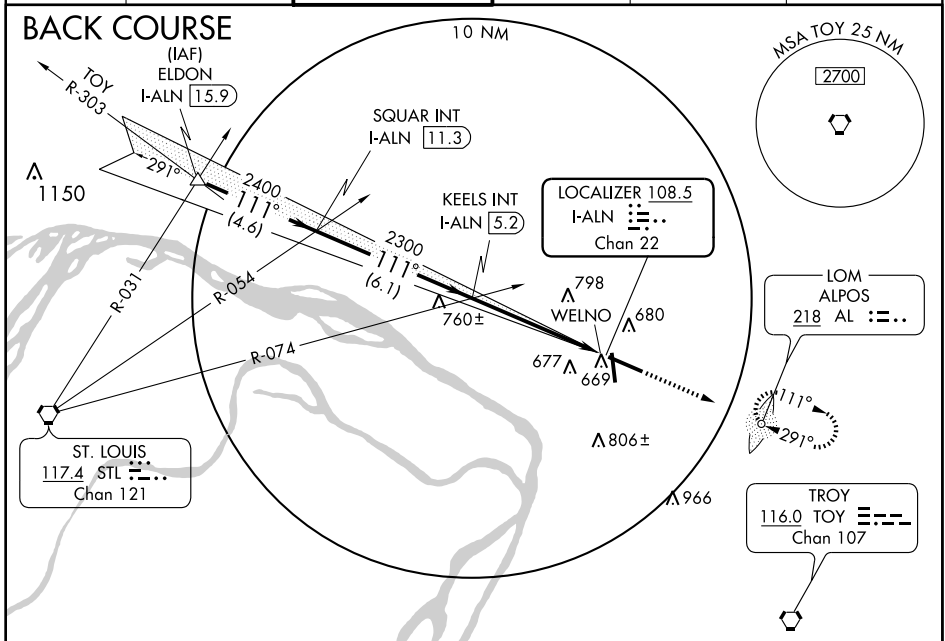 BACK COURSE
10 NM
MSA TOY 25 NM
2700
(IAF)
ELDON
I-ALN 15.9
TOY
R-303
SQUAR INT
I-ALN 11.3
1150
291°
2400
111°
(4.6)
KEELS INT
I-ALN 5.2
LOCALIZER 108.5
I-ALN
Chan 22
2300
111°
(6.1)
R-031
R-054
R-074
760±
798
WELNO
680
677
669
LOM
ALPOS
218 AL
111°
291°
806±
966
ST. LOUIS
117.4 STL
Chan 121
TROY
116.0 TOY
Chan 107